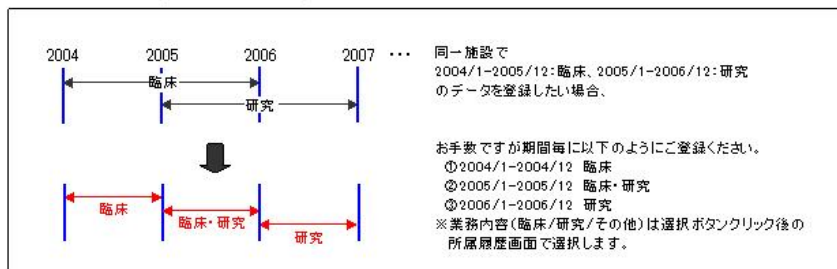 2004 2005 2006 2007 ・・・
臨床
研究
同一施設で
2004/1-2005/12:臨床、2005/1-2006/12:研究
のデータを登録したい場合、
お手数ですが期間毎に以下のようにご登録ください。
①2004/1-2004/12 臨床
②2005/1-2005/12 臨床・研究
③2006/1-2006/12 研究
※業務内容(臨床/研究/その他)は選択ボタンクリック後の
所属履歴画面で選択します。
臨床
臨床・研究
研究